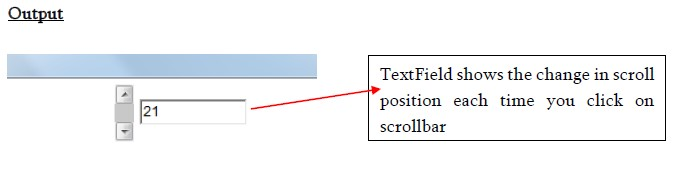 Output
21
TextField shows the change in scroll
position each time you click on
scrollbar